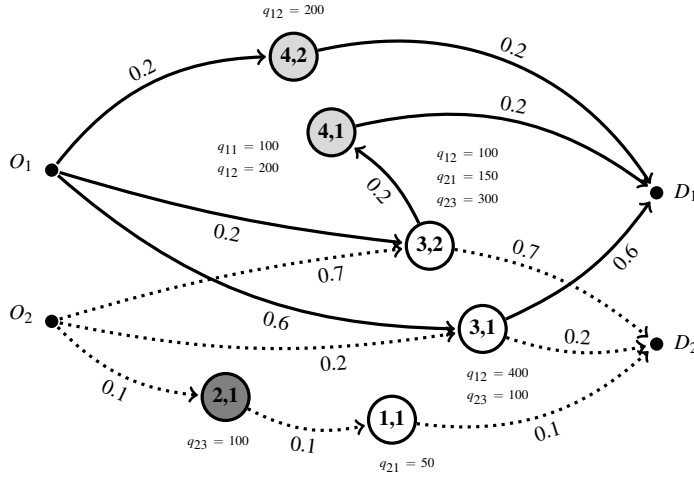 q₁₂ = 200
0.2
4,2
0.2
4,1
0.2
q₁₁ = 100
q₁₂ = 200
q₁₂ = 100
q₂₁ = 150
q₂₃ = 300
O₁
D₁
0.2
0.2
3,2
0.7
0.7
0.6
O₂
0.6
3,1
0.2
0.2
D₂
q₁₂ = 400
q₂₃ = 100
0.1
2,1
q₂₃ = 100
0.1
1,1
0.1
q₂₁ = 50